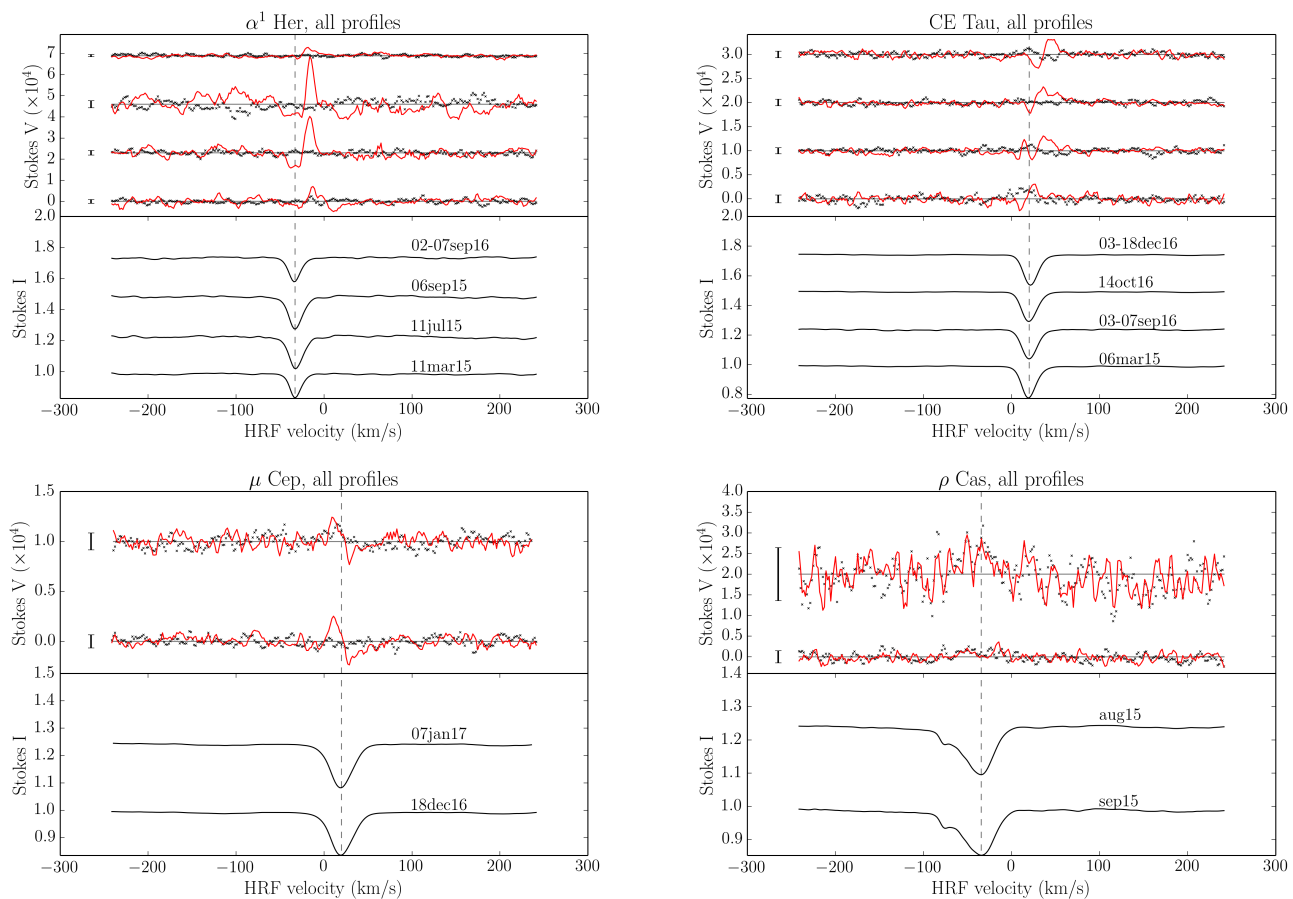 α¹ Her, all profiles
Stokes V (×10⁴)
7
6
5
4
3
2
1
0
Stokes I
2.0
1.8
1.6
1.4
1.2
1.0
02-07sep16
06sep15
11jul15
11mar15
−300 −200 −100 0 100 200 300
HRF velocity (km/s)
CE Tau, all profiles
Stokes V (×10⁴)
3.0
2.5
2.0
1.5
1.0
0.5
0.0
Stokes I
2.0
1.8
1.6
1.4
1.2
1.0
0.8
03-18dec16
14oct16
03-07sep16
06mar15
−300 −200 −100 0 100 200 300
HRF velocity (km/s)
μ Cep, all profiles
Stokes V (×10⁴)
1.5
1.0
0.5
0.0
Stokes I
1.5
1.4
1.3
1.2
1.1
1.0
0.9
07jan17
18dec16
−300 −200 −100 0 100 200 300
HRF velocity (km/s)
ρ Cas, all profiles
Stokes V (×10⁴)
4.0
3.5
3.0
2.5
2.0
1.5
1.0
0.5
0.0
Stokes I
1.4
1.3
1.2
1.1
1.0
0.9
aug15
sep15
−300 −200 −100 0 100 200 300
HRF velocity (km/s)